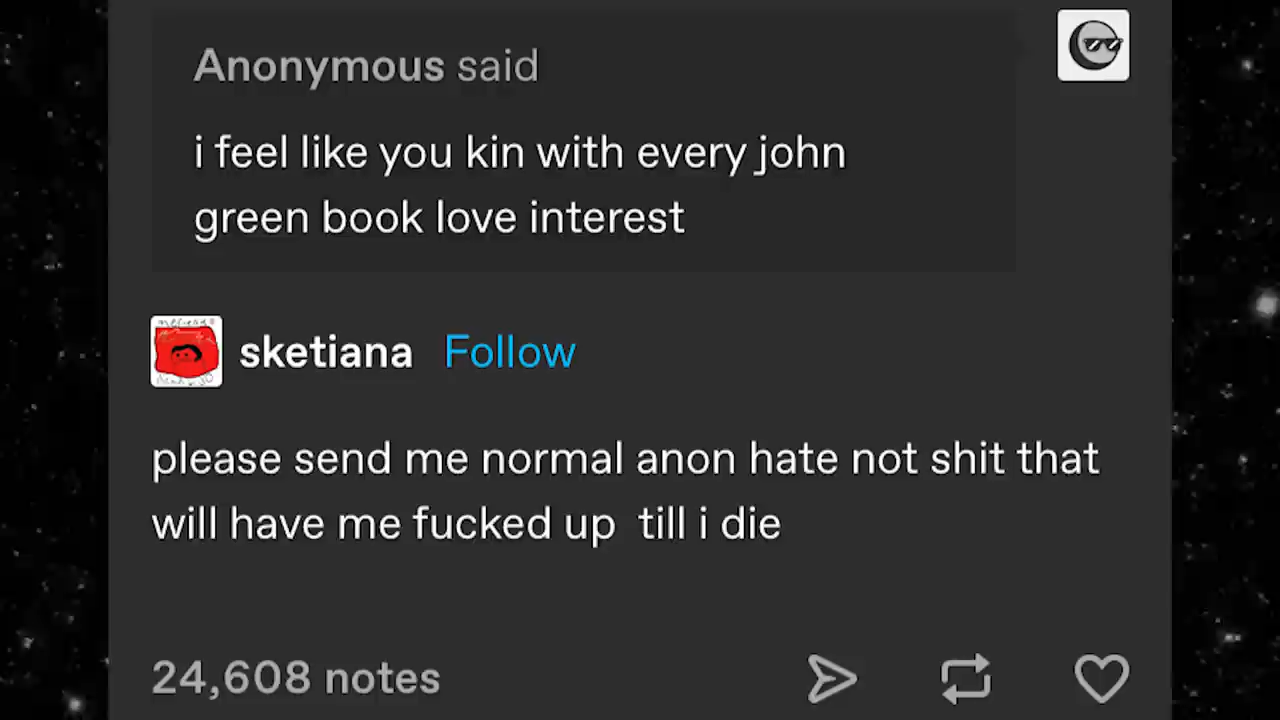 Anonymous said
i feel like you kin with every john
green book love interest
sketiana Follow
please send me normal anon hate not shit that
will have me fucked up  till i die
24,608 notes